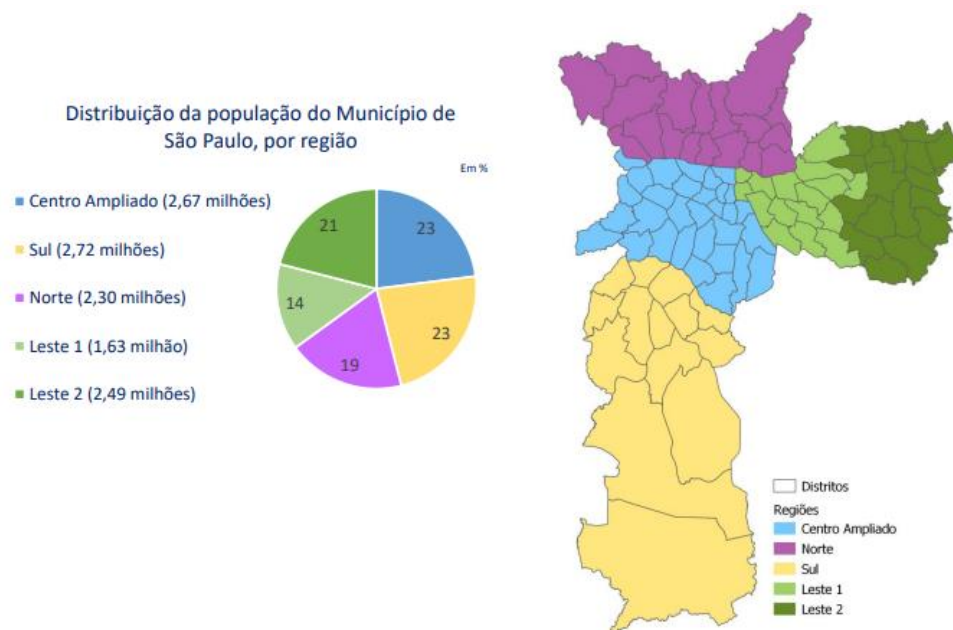 Distribuição da população do Município de
São Paulo, por região
Em %
Centro Ampliado (2,67 milhões)
Sul (2,72 milhões)
Norte (2,30 milhões)
Leste 1 (1,63 milhão)
Leste 2 (2,49 milhões)
21
23
14
19
23
Distritos
Regiões
Centro Ampliado
Norte
Sul
Leste 1
Leste 2